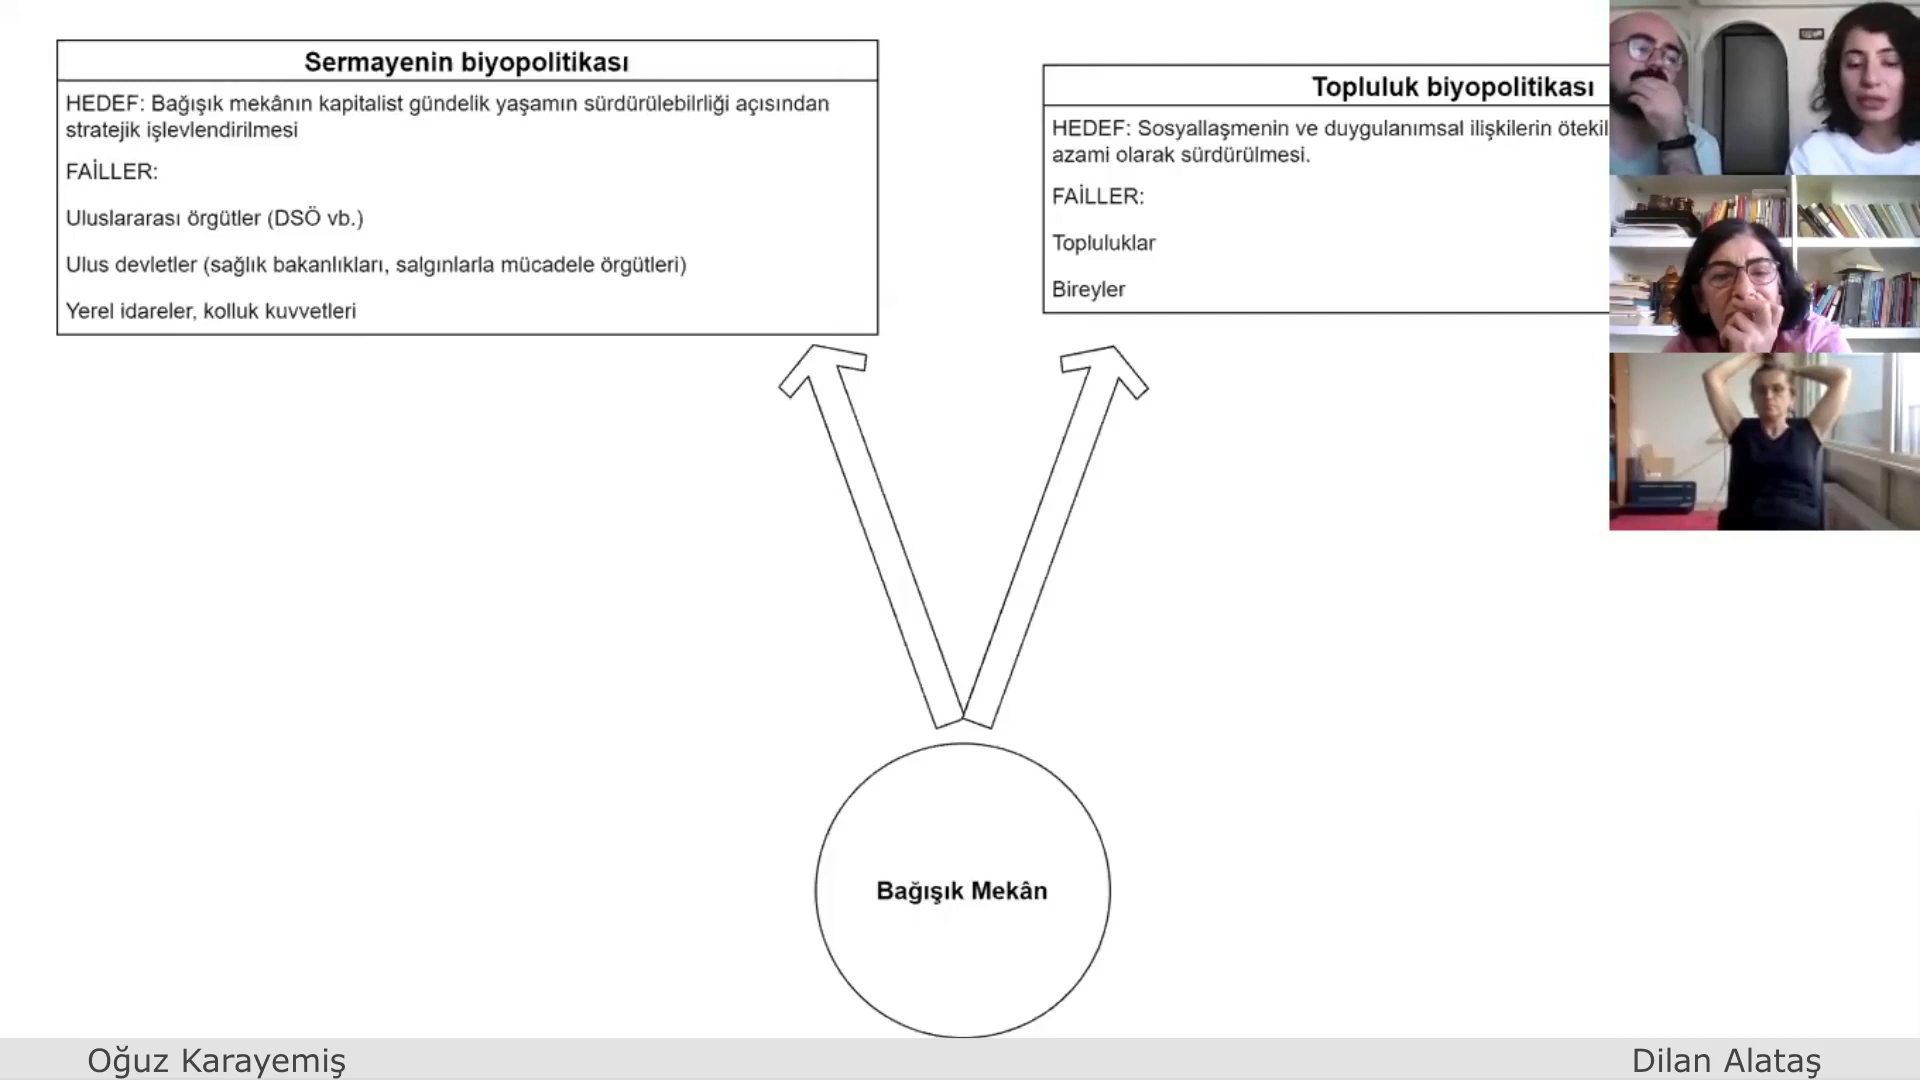 Sermayenin biyopolitikası
HEDEF: Bağışık mekânın kapitalist gündelik yaşamın sürdürülebilrliği açısından
stratejik işlevlendirilmesi
FAİLLER:
Uluslararası örgütler (DSÖ vb.)
Ulus devletler (sağlık bakanlıkları, salgınlarla mücadele örgütleri)
Yerel idareler, kolluk kuvvetleri
Topluluk biyopolitikası
HEDEF: Sosyallaşmenin ve duygulanımsal ilişkilerin
azami olarak sürdürülmesi.
FAİLLER:
Topluluklar
Bireyler
Bağışık Mekân
Oğuz Karayemiş
Dilan Alataş